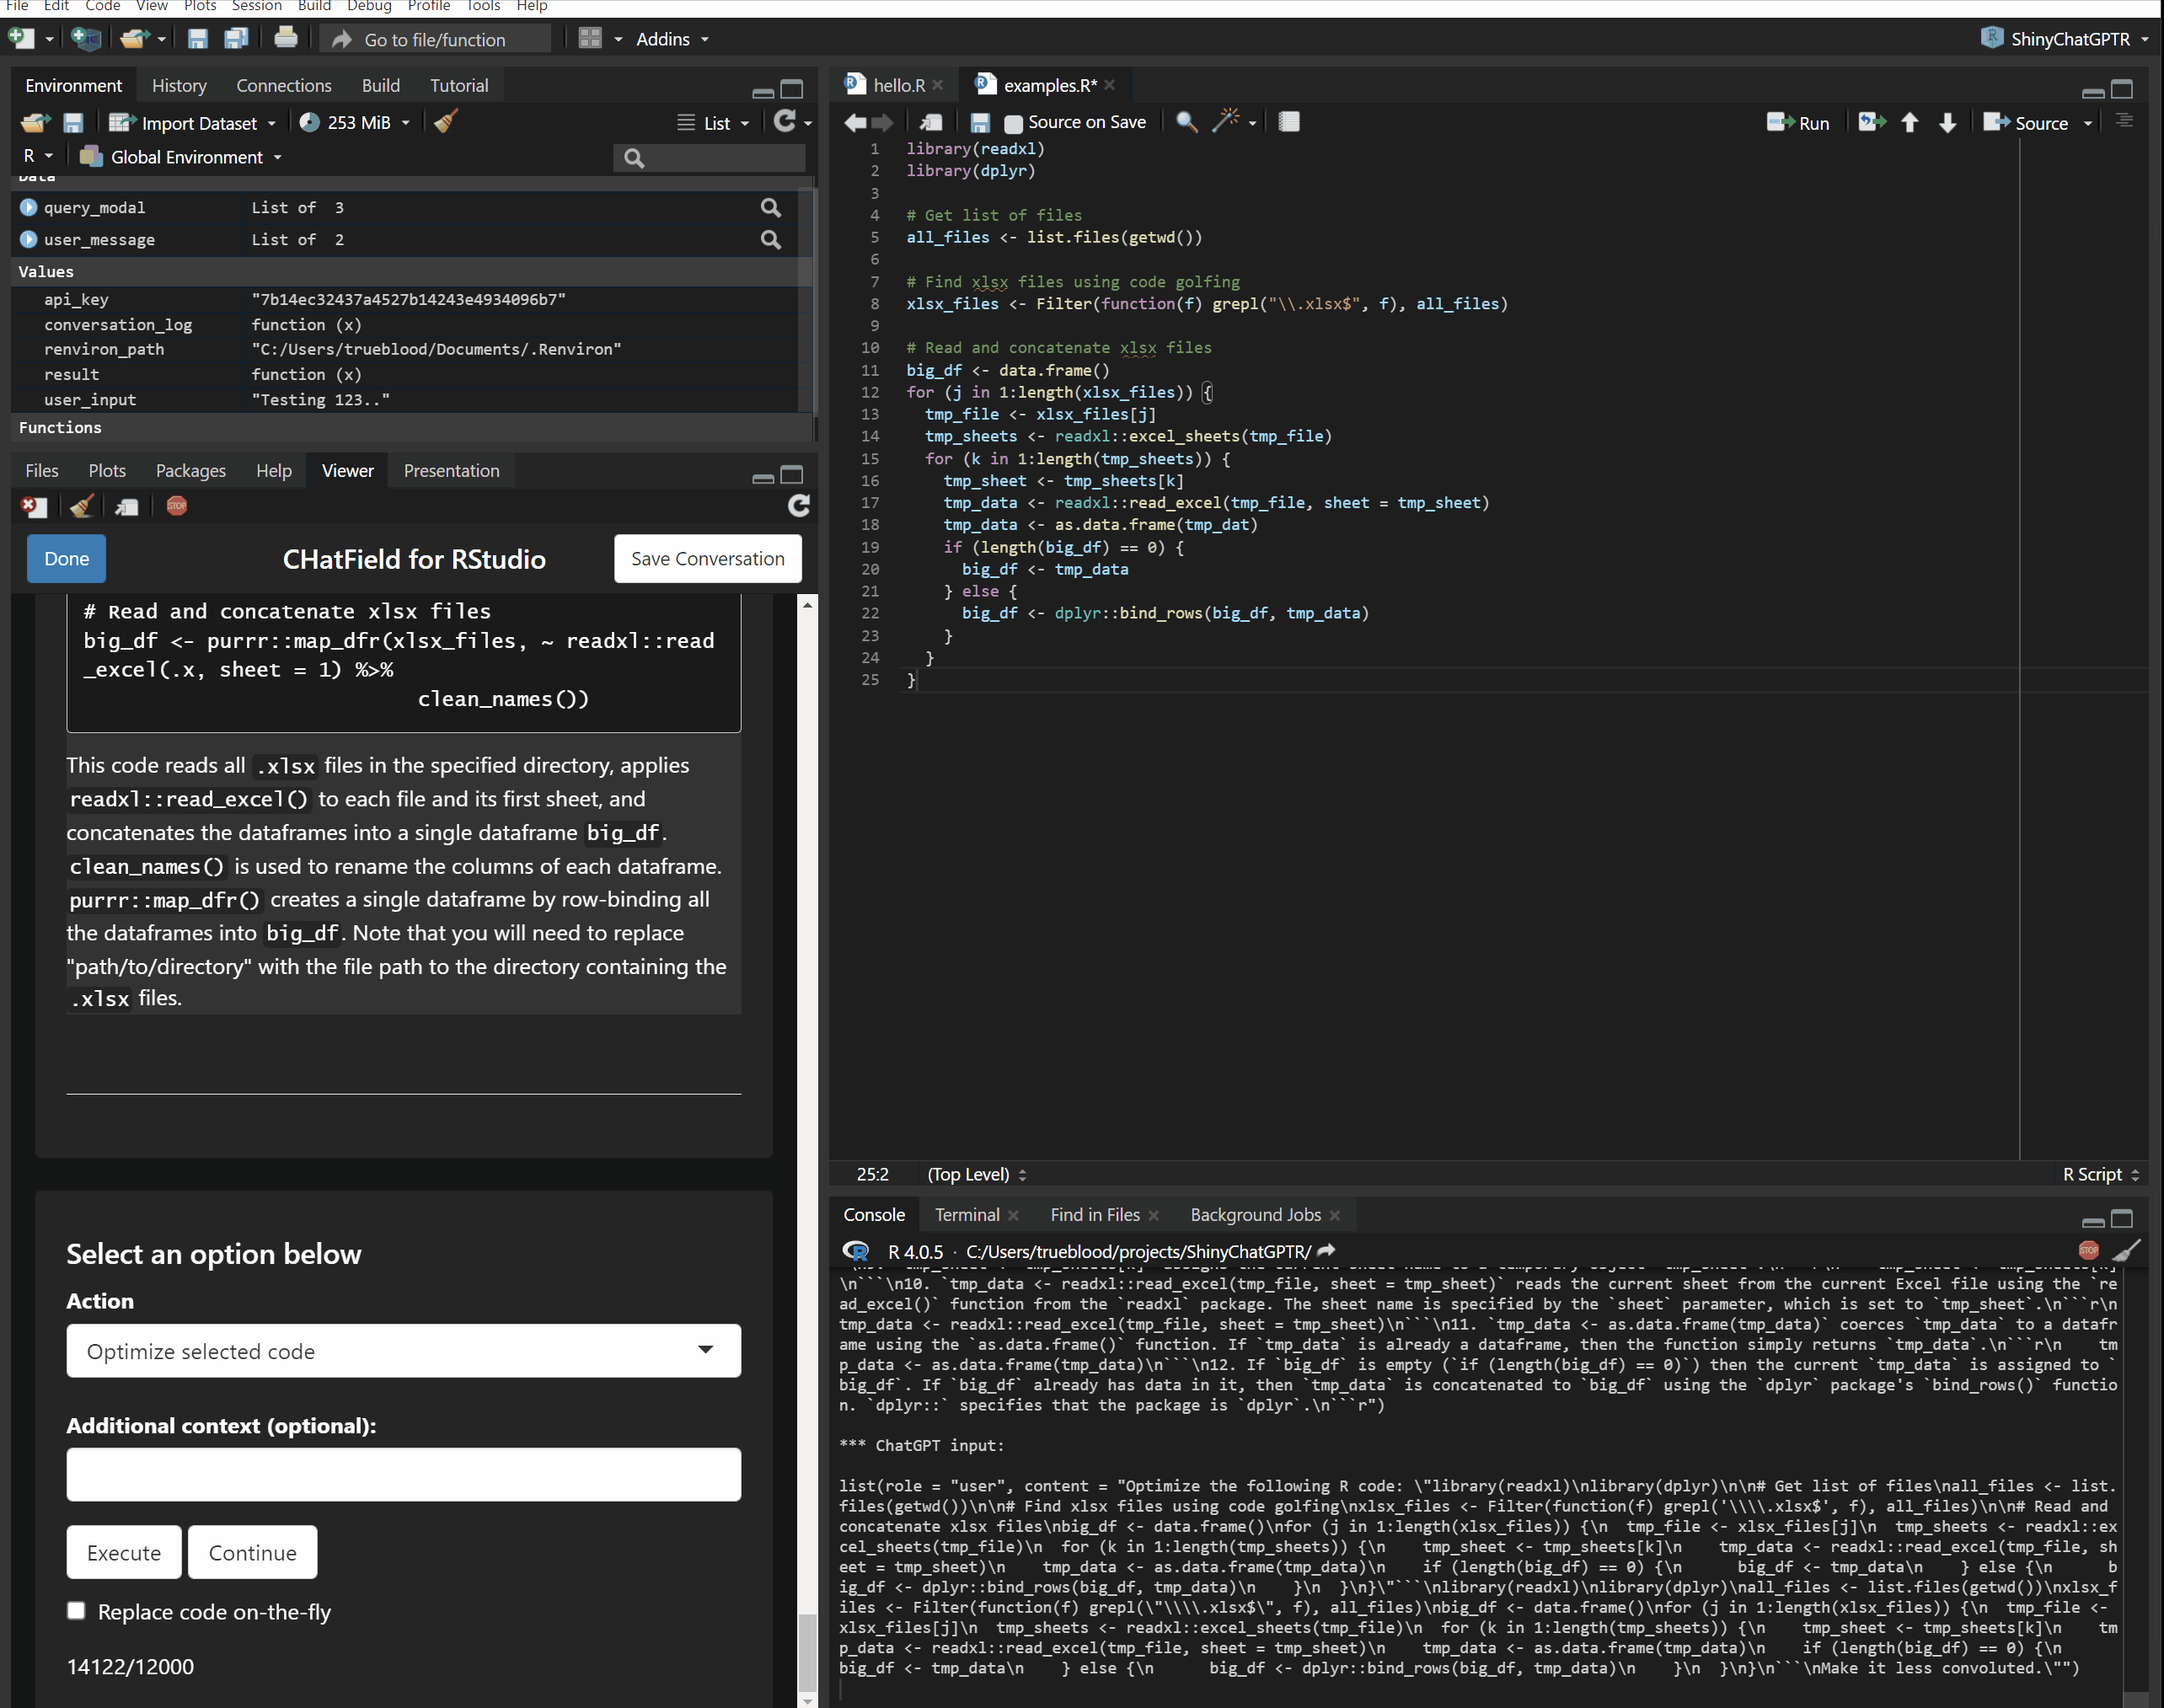 File Edit Code View Plots Session Build Debug Profile Tools Help
Go to file/function Addins ShinyChatGPTR
Environment History Connections Build Tutorial
Import Dataset 253 MiB List
R Global Environment
Data
query_modal List of 3
user_message List of 2
Values
api_key "7b14ec32437a4527b14243e4934096b7"
conversation_log function (x)
renviron_path "C:/Users/trueblood/Documents/.Renviron"
result function (x)
user_input "Testing 123.."
Functions
Files Plots Packages Help Viewer Presentation
STOP
Done CHatField for RStudio Save Conversation
# Read and concatenate xlsx files
big_df <- purrr::map_dfr(xlsx_files, ~ readxl::read
_excel(.x, sheet = 1) %>%
clean_names())
This code reads all .xlsx files in the specified directory, applies
readxl::read_excel() to each file and its first sheet, and
concatenates the dataframes into a single dataframe big_df.
clean_names() is used to rename the columns of each dataframe.
purrr::map_dfr() creates a single dataframe by row-binding all
the dataframes into big_df. Note that you will need to replace
"path/to/directory" with the file path to the directory containing the
.xlsx files.
Select an option below
Action
Optimize selected code
Additional context (optional):
Execute Continue
Replace code on-the-fly
14122/12000
hello.R examples.R*
Source on Save Run Source
1 library(readxl)
2 library(dplyr)
3
4 # Get list of files
5 all_files <- list.files(getwd())
6
7 # Find xlsx files using code golfing
8 xlsx_files <- Filter(function(f) grepl("\\.xlsx$", f), all_files)
9
10 # Read and concatenate xlsx files
11 big_df <- data.frame()
12 for (j in 1:length(xlsx_files)) {
13 tmp_file <- xlsx_files[j]
14 tmp_sheets <- readxl::excel_sheets(tmp_file)
15 for (k in 1:length(tmp_sheets)) {
16 tmp_sheet <- tmp_sheets[k]
17 tmp_data <- readxl::read_excel(tmp_file, sheet = tmp_sheet)
18 tmp_data <- as.data.frame(tmp_dat)
19 if (length(big_df) == 0) {
20 big_df <- tmp_data
21 } else {
22 big_df <- dplyr::bind_rows(big_df, tmp_data)
23 }
24 }
25 }
25:2 (Top Level) R Script
Console Terminal Find in Files Background Jobs
R 4.0.5 · C:/Users/trueblood/projects/ShinyChatGPTR/ STOP
\n```\n10. `tmp_data <- readxl::read_excel(tmp_file, sheet = tmp_sheet)` reads the current sheet from the current Excel file using the `re
ad_excel()` function from the `readxl` package. The sheet name is specified by the `sheet` parameter, which is set to `tmp_sheet`.\n```r\n
tmp_data <- readxl::read_excel(tmp_file, sheet = tmp_sheet)\n```\n11. `tmp_data <- as.data.frame(tmp_data)` coerces `tmp_data` to a datafr
ame using the `as.data.frame()` function. If `tmp_data` is already a dataframe, then the function simply returns `tmp_data`.\n```r\n tm
p_data <- as.data.frame(tmp_data)\n```\n12. If `big_df` is empty (`if (length(big_df) == 0)`) then the current `tmp_data` is assigned to `
big_df`. If `big_df` already has data in it, then `tmp_data` is concatenated to `big_df` using the `dplyr` package's `bind_rows()` functio
n. `dplyr::` specifies that the package is `dplyr`.\n```r")
*** ChatGPT input:
list(role = "user", content = "Optimize the following R code: \"library(readxl)\nlibrary(dplyr)\n\n# Get list of files\nall_files <- list.
files(getwd())\n\n# Find xlsx files using code golfing\nxlsx_files <- Filter(function(f) grepl('\\\\.xlsx$', f), all_files)\n\n# Read and
concatenate xlsx files\nbig_df <- data.frame()\nfor (j in 1:length(xlsx_files)) {\n tmp_file <- xlsx_files[j]\n tmp_sheets <- readxl::ex
cel_sheets(tmp_file)\n for (k in 1:length(tmp_sheets)) {\n tmp_sheet <- tmp_sheets[k]\n tmp_data <- readxl::read_excel(tmp_file, sh
eet = tmp_sheet)\n tmp_data <- as.data.frame(tmp_data)\n if (length(big_df) == 0) {\n big_df <- tmp_data\n } else {\n b
ig_df <- dplyr::bind_rows(big_df, tmp_data)\n }\n }\n}\"```\nlibrary(readxl)\nlibrary(dplyr)\nall_files <- list.files(getwd())\nxlsx_f
iles <- Filter(function(f) grepl(\"\\\\.xlsx$\", f), all_files)\nbig_df <- data.frame()\nfor (j in 1:length(xlsx_files)) {\n tmp_file <-
xlsx_files[j]\n tmp_sheets <- readxl::excel_sheets(tmp_file)\n for (k in 1:length(tmp_sheets)) {\n tmp_sheet <- tmp_sheets[k]\n tm
p_data <- readxl::read_excel(tmp_file, sheet = tmp_sheet)\n tmp_data <- as.data.frame(tmp_data)\n if (length(big_df) == 0) {\n
big_df <- tmp_data\n } else {\n big_df <- dplyr::bind_rows(big_df, tmp_data)\n }\n }\n}\n```\nMake it less convoluted.\"")